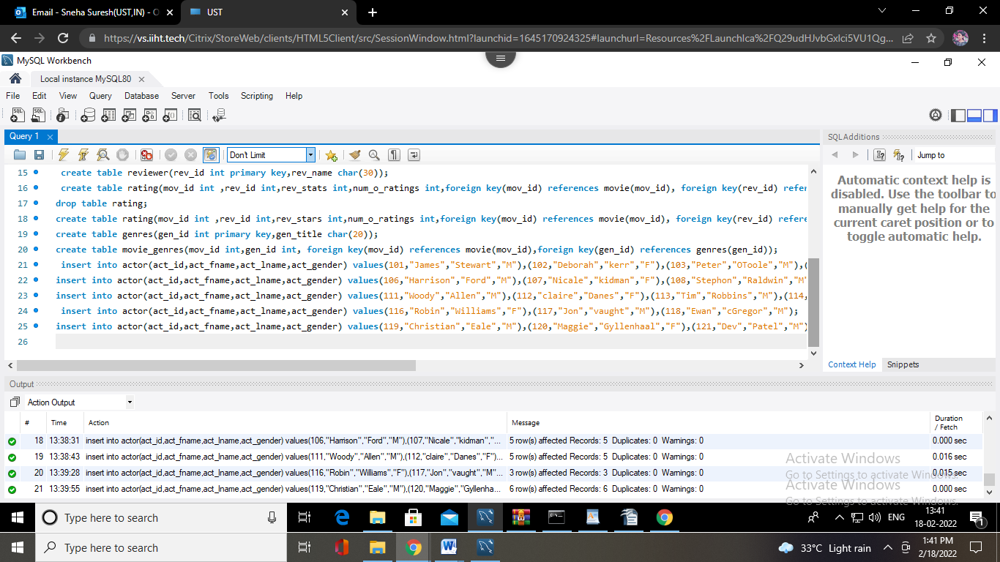 Email - Sneha Suresh(UST,IN) - O
UST
https://vs.iiht.tech/Citrix/StoreWeb/clients/HTML5Client/src/SessionWindow.html?launchid=1645170924325#launchurl=Resources%2FLaunchIca%2FQ29udHJvbGxlci5VU1Qg...
MySQL Workbench
Local instance MySQL80
File Edit View Query Database Server Tools Scripting Help
Query 1
SQLAdditions
Don't Limit
Jump to
15 create table reviewer(rev_id int primary key,rev_name char(30));
16 create table rating(mov_id int ,rev_id int,rev_stats int,num_o_ratings int,foreign key(mov_id) references movie(mov_id), foreign key(rev_id) refer
17 drop table rating;
18 create table rating(mov_id int ,rev_id int,rev_stars int,num_o_ratings int,foreign key(mov_id) references movie(mov_id), foreign key(rev_id) refere
19 create table genres(gen_id int primary key,gen_title char(20));
20 create table movie_genres(mov_id int,gen_id int, foreign key(mov_id) references movie(mov_id),foreign key(gen_id) references genres(gen_id));
21 insert into actor(act_id,act_fname,act_lname,act_gender) values(101,"James","Stewart","M"),(102,"Deborah","kerr","F"),(103,"Peter","OToole","M"),(
22 insert into actor(act_id,act_fname,act_lname,act_gender) values(106,"Harrison","Ford","M"),(107,"Nicale","kidman","F"),(108,"Stephon","Raldwin","M"
23 insert into actor(act_id,act_fname,act_lname,act_gender) values(111,"Woody","Allen","M"),(112,"claire","Danes","F"),(113,"Tim","Robbins","M"),(114,
24 insert into actor(act_id,act_fname,act_lname,act_gender) values(116,"Robin","Williams","F"),(117,"Jon","vaught","M"),(118,"Ewan","cGregor","M");
25 insert into actor(act_id,act_fname,act_lname,act_gender) values(119,"Christian","Eale","M"),(120,"Maggie","Gyllenhaal","F"),(121,"Dev","Patel","M")
26
Automatic context help is
disabled. Use the toolbar to
manually get help for the
current caret position or to
toggle automatic help.
Context Help Snippets
Output
Action Output
# Time Action Message Duration / Fetch
18 13:38:31 insert into actor(act_id,act_fname,act_lname,act_gender) values(106,"Harrison","Ford","M"),(107,"Nicale","kidman","... 5 row(s) affected Records: 5 Duplicates: 0 Warnings: 0 0.000 sec
19 13:38:43 insert into actor(act_id,act_fname,act_lname,act_gender) values(111,"Woody","Allen","M"),(112,"claire","Danes","F")... 5 row(s) affected Records: 5 Duplicates: 0 Warnings: 0 0.016 sec
20 13:39:28 insert into actor(act_id,act_fname,act_lname,act_gender) values(116,"Robin","Williams","F"),(117,"Jon","vaught","M"... 3 row(s) affected Records: 3 Duplicates: 0 Warnings: 0 0.015 sec
21 13:39:55 insert into actor(act_id,act_fname,act_lname,act_gender) values(119,"Christian","Eale","M"),(120,"Maggie","Gyllenha... 6 row(s) affected Records: 6 Duplicates: 0 Warnings: 0 0.000 sec
Activate Windows
Go to Settings to activate Windows.
Activate Windows
Go to Settings to activate Windows.
Type here to search
ENG
13:41
18-02-2022
1
Type here to search
33°C Light rain
1:41 PM
2/18/2022